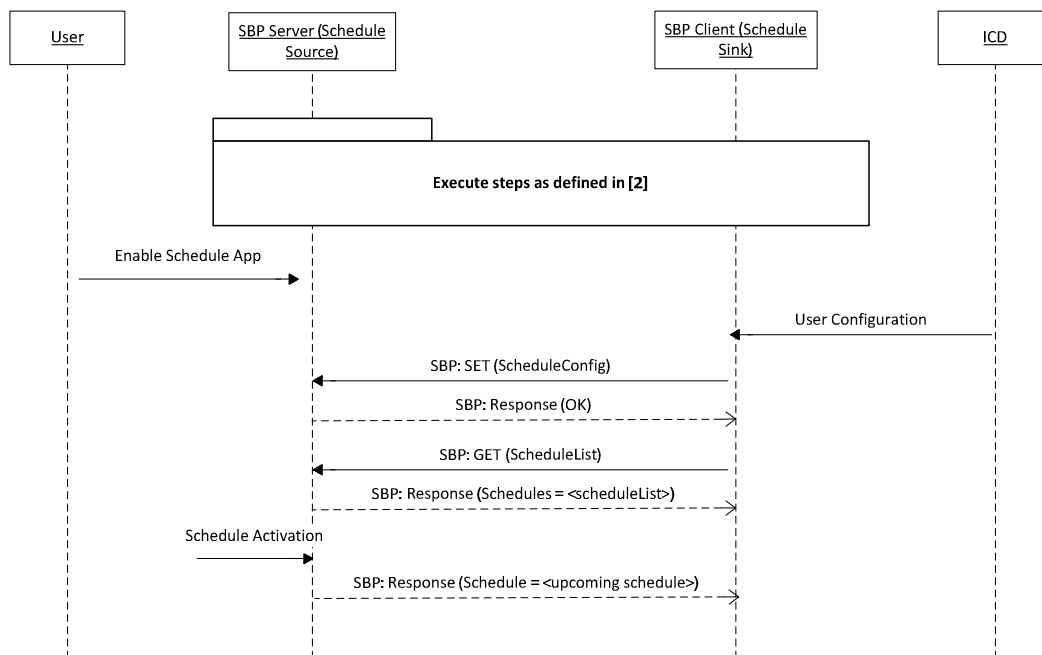 User
SBP Server (Schedule
Source)
SBP Client (Schedule
Sink)
ICD
Execute steps as defined in [2]
Enable Schedule App
User Configuration
SBP: SET (ScheduleConfig)
SBP: Response (OK)
SBP: GET (ScheduleList)
SBP: Response (Schedules = <scheduleList>)
Schedule Activation
SBP: Response (Schedule = <upcoming schedule>)